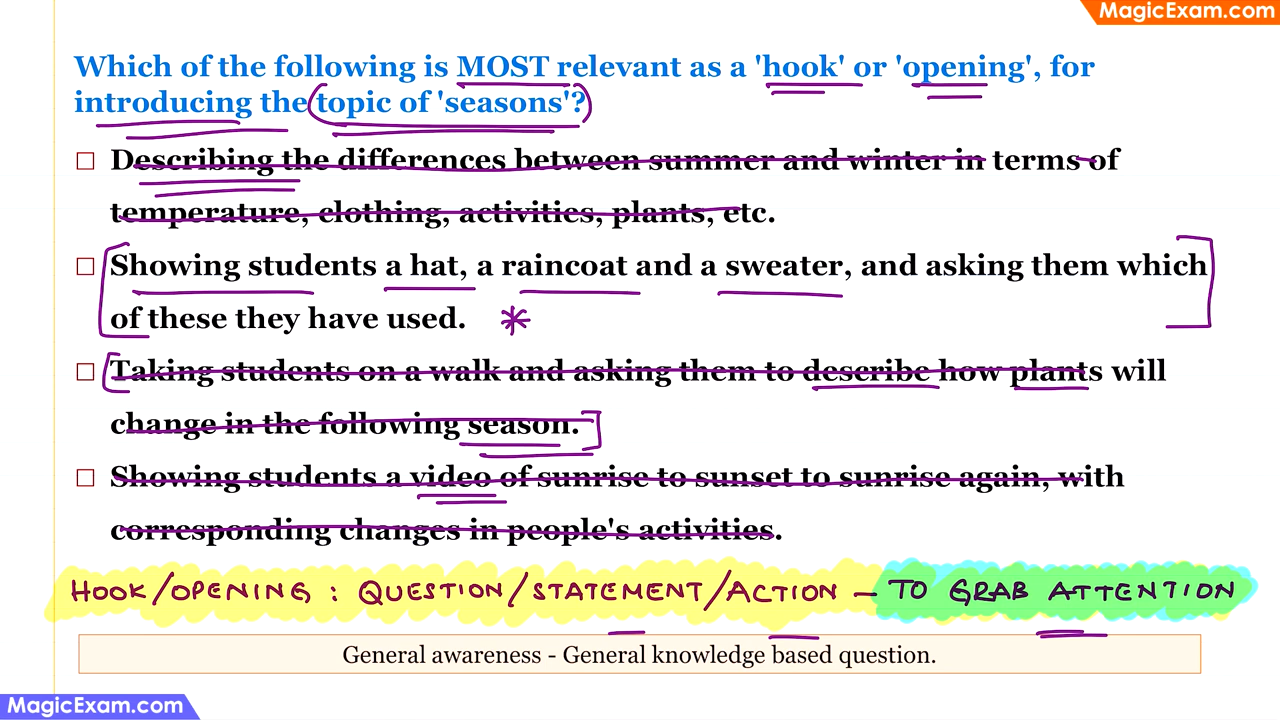 MagicExam.com
Which of the following is MOST relevant as a 'hook' or 'opening', for
introducing the topic of 'seasons'?
Describing the differences between summer and winter in terms of
temperature, clothing, activities, plants, etc.
Showing students a hat, a raincoat and a sweater, and asking them which
of these they have used.
Taking students on a walk and asking them to describe how plants will
change in the following season.
Showing students a video of sunrise to sunset to sunrise again, with
corresponding changes in people's activities.
HOOK/OPENING : QUESTION/STATEMENT/ACTION – TO GRAB ATTENTION
General awareness - General knowledge based question.
MagicExam.com